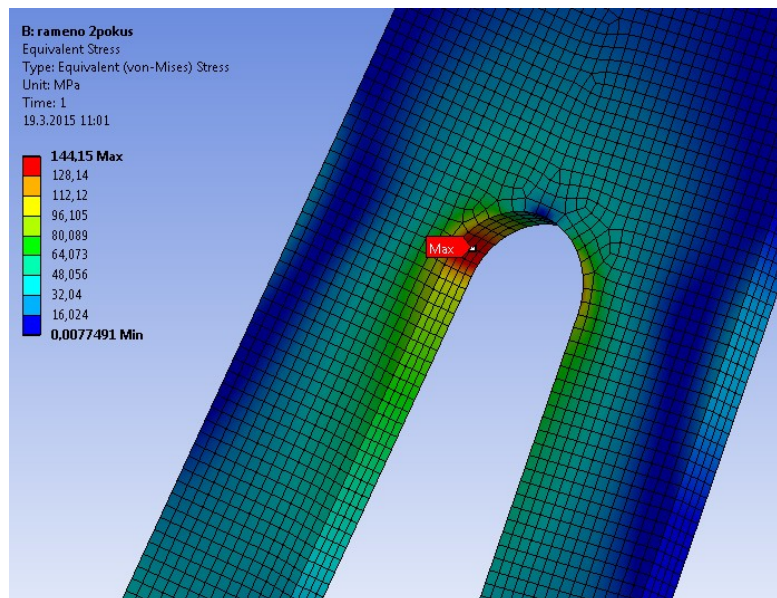 B: rameno 2pokus
Equivalent Stress
Type: Equivalent (von-Mises) Stress
Unit: MPa
Time: 1
19.3.2015 11:01
144,15 Max
128,14
112,12
96,105
80,089
64,073
48,056
32,04
16,024
0,0077491 Min
Max